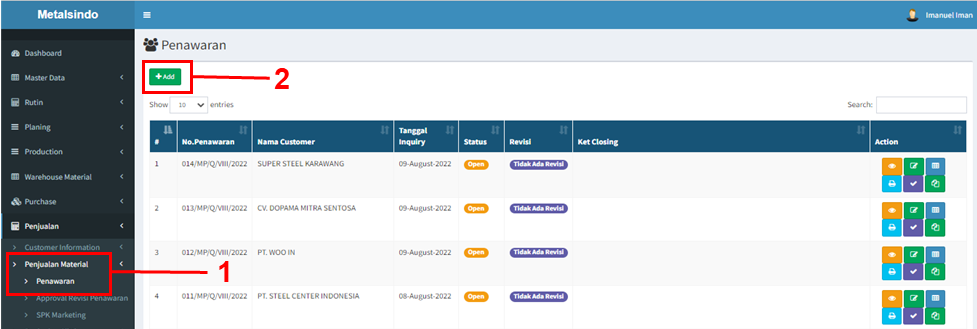 Metalsindo
Imanuel Iman
Dashboard
Master Data
Rutin
Planing
Production
Warehouse Material
Purchase
Penjualan
Customer Information
Penjualan Material
Penawaran
Approval Revisi Penawaran
SPK Marketing
1
Penawaran
Add
2
Show 10 entries
Search:
# No.Penawaran Nama Customer Tanggal Inquiry Status Revisi Ket Closing Action
1 014/MP/Q/VIII/2022 SUPER STEEL KARAWANG 09-August-2022 Open Tidak Ada Revisi
2 013/MP/Q/VIII/2022 CV. DOPAMA MITRA SENTOSA 09-August-2022 Open Tidak Ada Revisi
3 012/MP/Q/VIII/2022 PT. WOO IN 09-August-2022 Open Tidak Ada Revisi
4 011/MP/Q/VIII/2022 PT. STEEL CENTER INDONESIA 08-August-2022 Open Tidak Ada Revisi